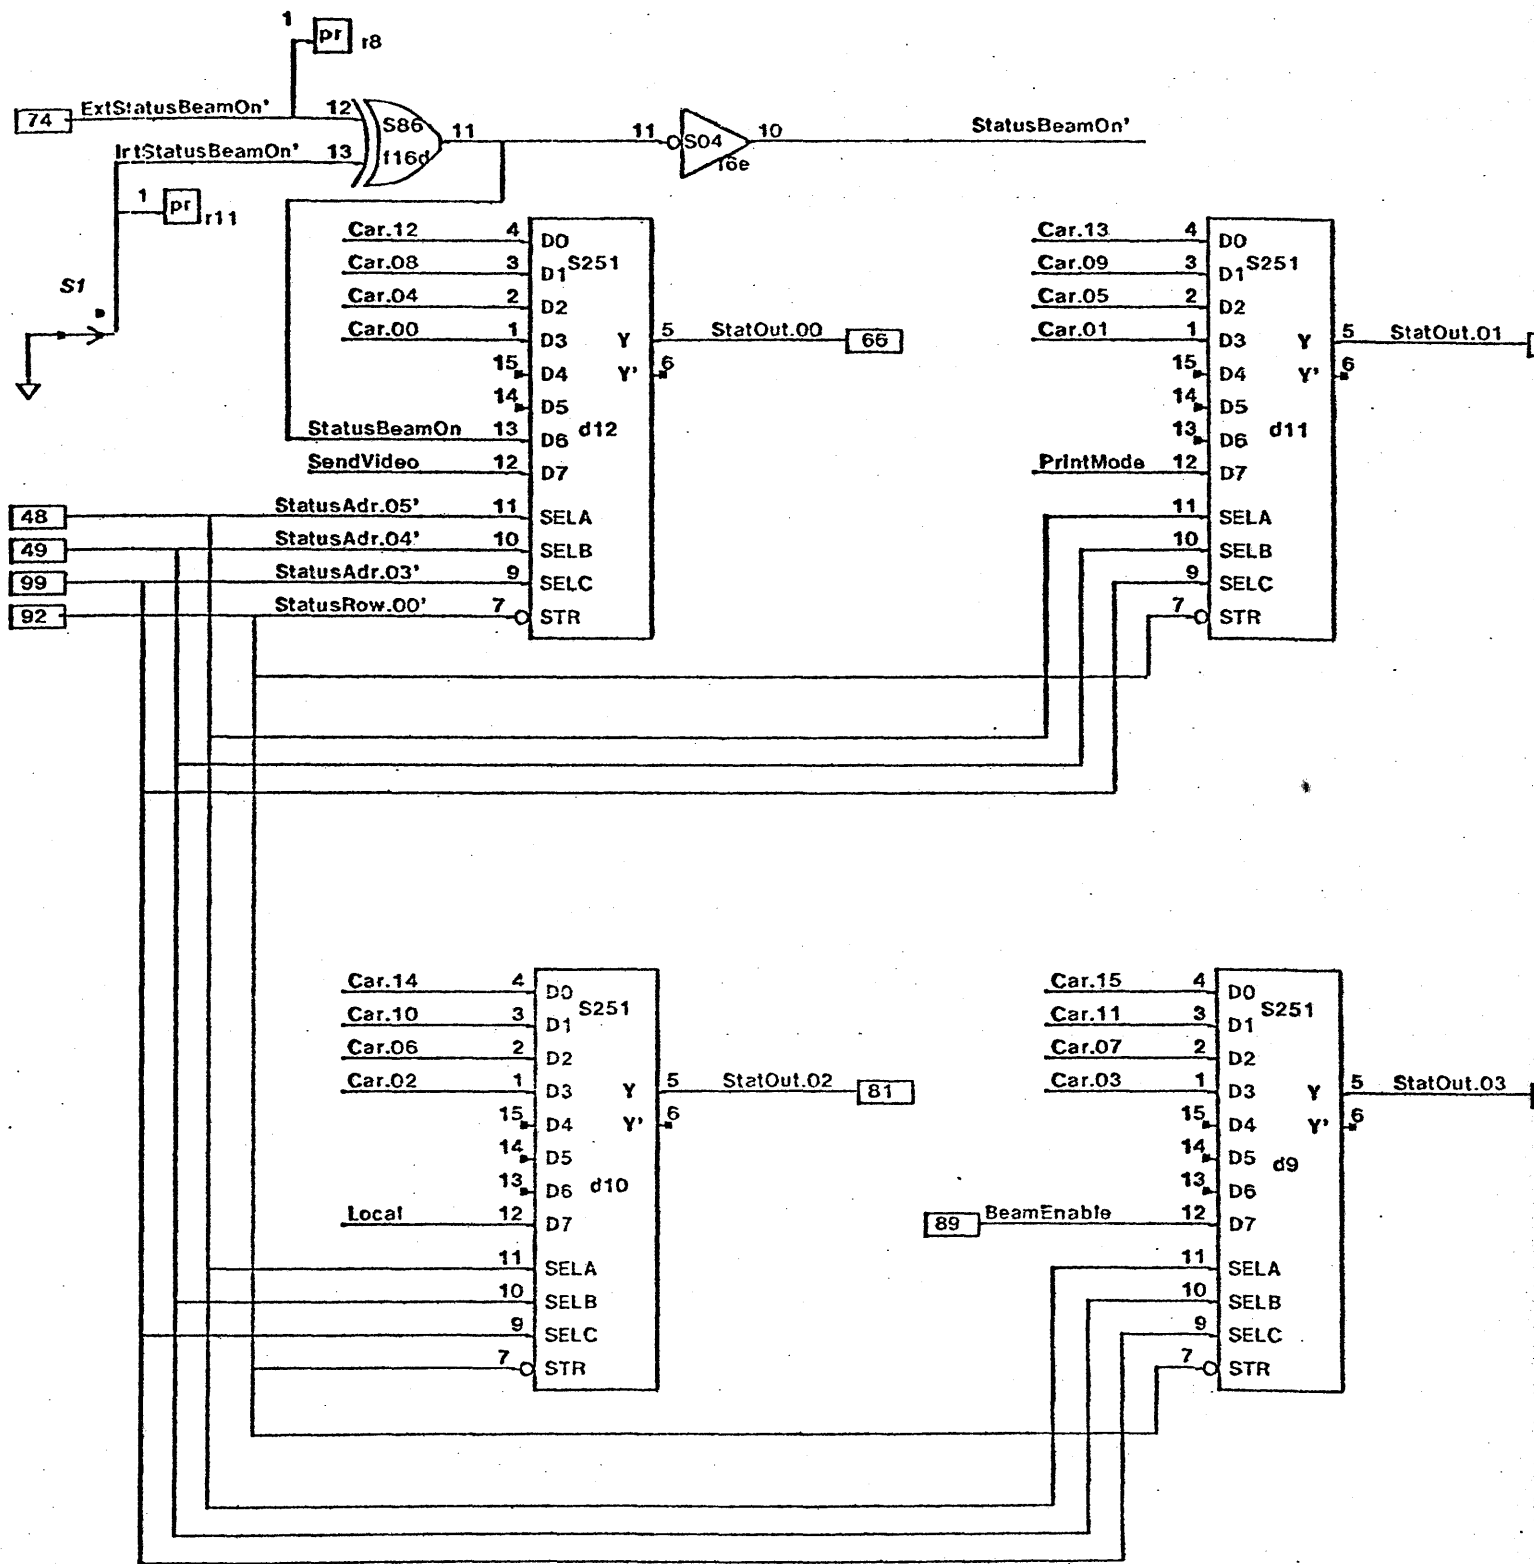 1 pr r8
74 ExtStatusBeamOn' 12 S86 11 11 S04 10 StatusBeamOn'
IntStatusBeamOn' 13 f16d f6e
1 pr r11
S1
Car.12 4 D0 S251
Car.08 3 D1
Car.04 2 D2
Car.00 1 D3 Y 5 StatOut.00 66
15 D4 Y' 6
14 D5
StatusBeamOn 13 D6 d12
SendVideo 12 D7
48 StatusAdr.05' 11 SELA
49 StatusAdr.04' 10 SELB
99 StatusAdr.03' 9 SELC
92 StatusRow.00' 7 STR
Car.13 4 D0 S251
Car.09 3 D1
Car.05 2 D2
Car.01 1 D3 Y 5 StatOut.01
15 D4 Y' 6
14 D5
13 D6 d11
PrintMode 12 D7
11 SELA
10 SELB
9 SELC
7 STR
Car.14 4 D0 S251
Car.10 3 D1
Car.06 2 D2
Car.02 1 D3 Y 5 StatOut.02 81
15 D4 Y' 6
14 D5
13 D6 d10
Local 12 D7
11 SELA
10 SELB
9 SELC
7 STR
Car.15 4 D0 S251
Car.11 3 D1
Car.07 2 D2
Car.03 1 D3 Y 5 StatOut.03
15 D4 Y' 6
14 D5 d9
13 D6
89 BeamEnable 12 D7
11 SELA
10 SELB
9 SELC
7 STR